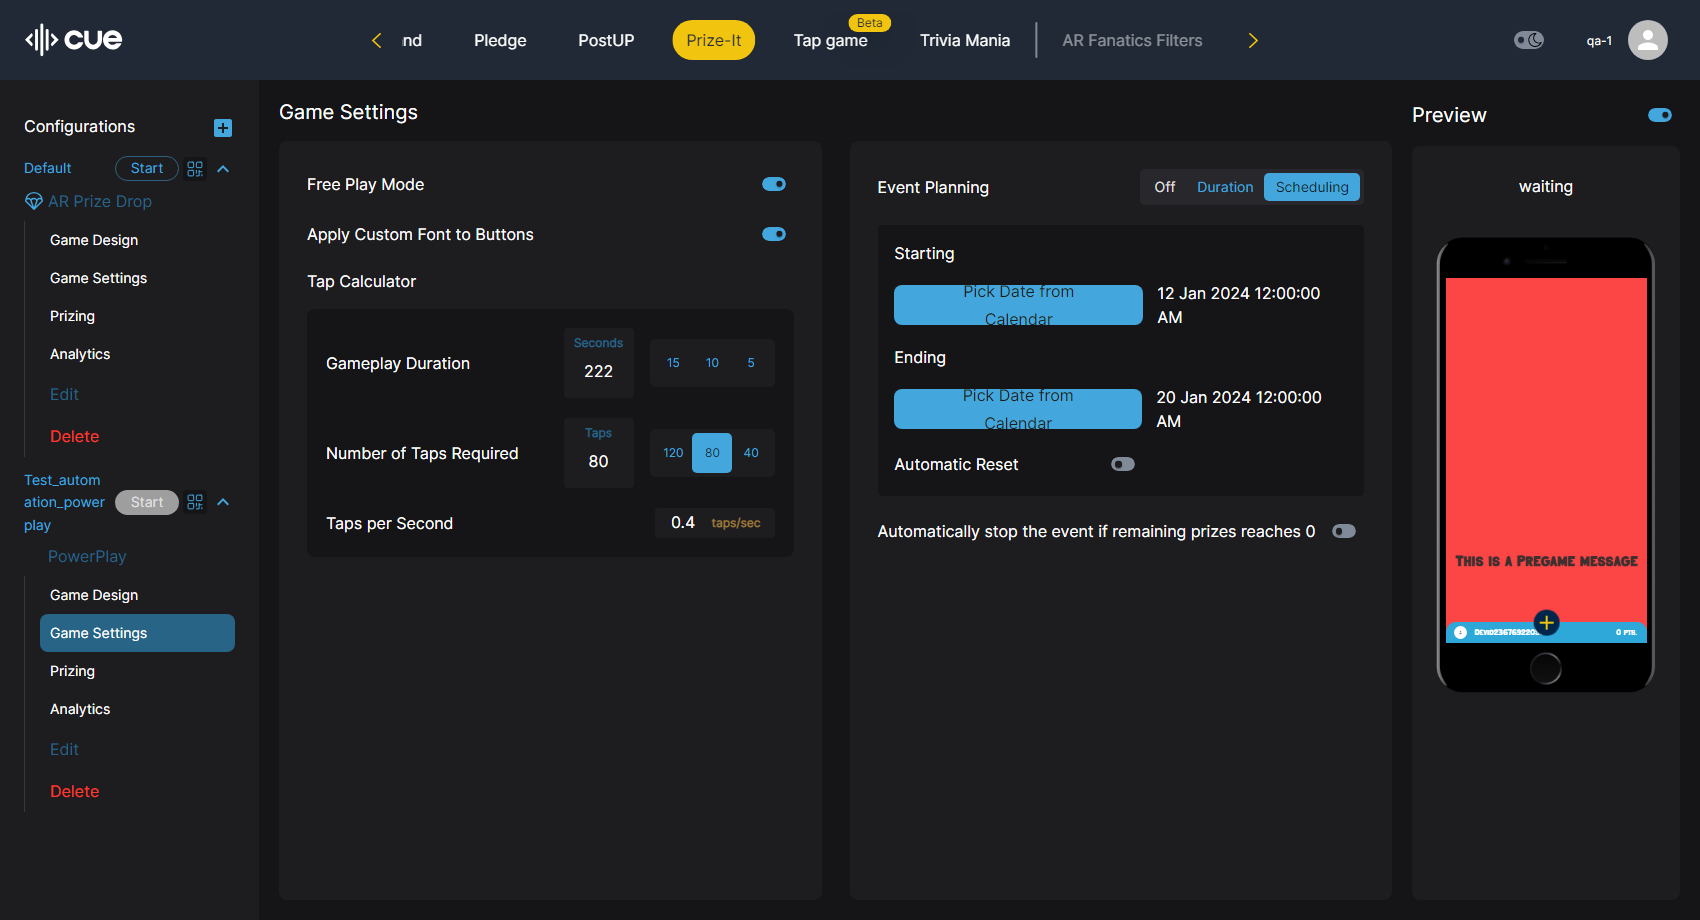 cue
nd
Pledge
PostUP
Prize-It
Beta
Tap game
Trivia Mania
AR Fanatics Filters
qa-1
Configurations
Default
Start
AR Prize Drop
Game Design
Game Settings
Prizing
Analytics
Edit
Delete
Test_autom
ation_power
play
Start
PowerPlay
Game Design
Game Settings
Prizing
Analytics
Edit
Delete
Game Settings
Free Play Mode
Apply Custom Font to Buttons
Tap Calculator
Gameplay Duration
Seconds
222
15 10 5
Number of Taps Required
Taps
80
120 80 40
Taps per Second
0.4 taps/sec
Event Planning
Off Duration Scheduling
Starting
Pick Date from
Calendar
12 Jan 2024 12:00:00
AM
Ending
Pick Date from
Calendar
20 Jan 2024 12:00:00
AM
Automatic Reset
Automatically stop the event if remaining prizes reaches 0
Preview
waiting
This is a Pregame message
0 pts.